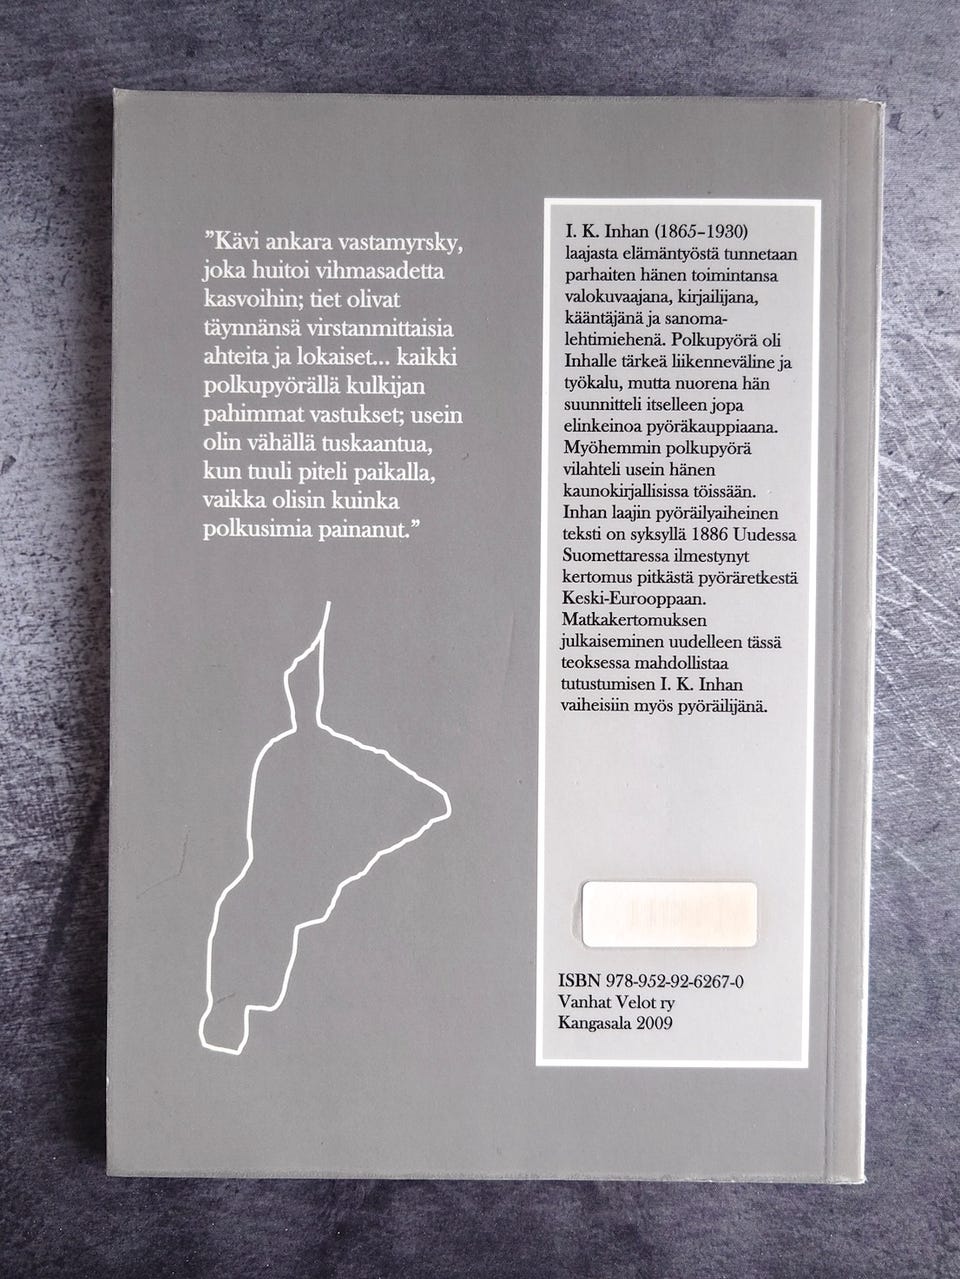 ”Kävi ankara vastamyrsky,
joka huitoi vihmasadetta
kasvoihin; tiet olivat
täynnänsä virstanmittaisia
ahteita ja lokaiset... kaikki
polkupyörällä kulkijan
pahimmat vastukset; usein
olin vähällä tuskaantua,
kun tuuli piteli paikalla,
vaikka olisin kuinka
polkusimia painanut.”
I. K. Inhan (1865–1930)
laajasta elämäntyöstä tunnetaan
parhaiten hänen toimintansa
valokuvaajana, kirjailijana,
kääntäjänä ja sanoma-
lehtimiehenä. Polkupyörä oli
Inhalle tärkeä liikenneväline ja
työkalu, mutta nuorena hän
suunnitteli itselleen jopa
elinkeinoa pyöräkauppiaana.
Myöhemmin polkupyörä
vilahteli usein hänen
kaunokirjallisissa töissään.
Inhan laajin pyöräilyaiheinen
teksti on syksyllä 1886 Uudessa
Suomettaressa ilmestynyt
kertomus pitkästä pyöräretkestä
Keski-Eurooppaan.
Matkakertomuksen
julkaiseminen uudelleen tässä
teoksessa mahdollistaa
tutustumisen I. K. Inhan
vaiheisiin myös pyöräilijänä.
ISBN 978-952-92-6267-0
Vanhat Velot ry
Kangasala 2009